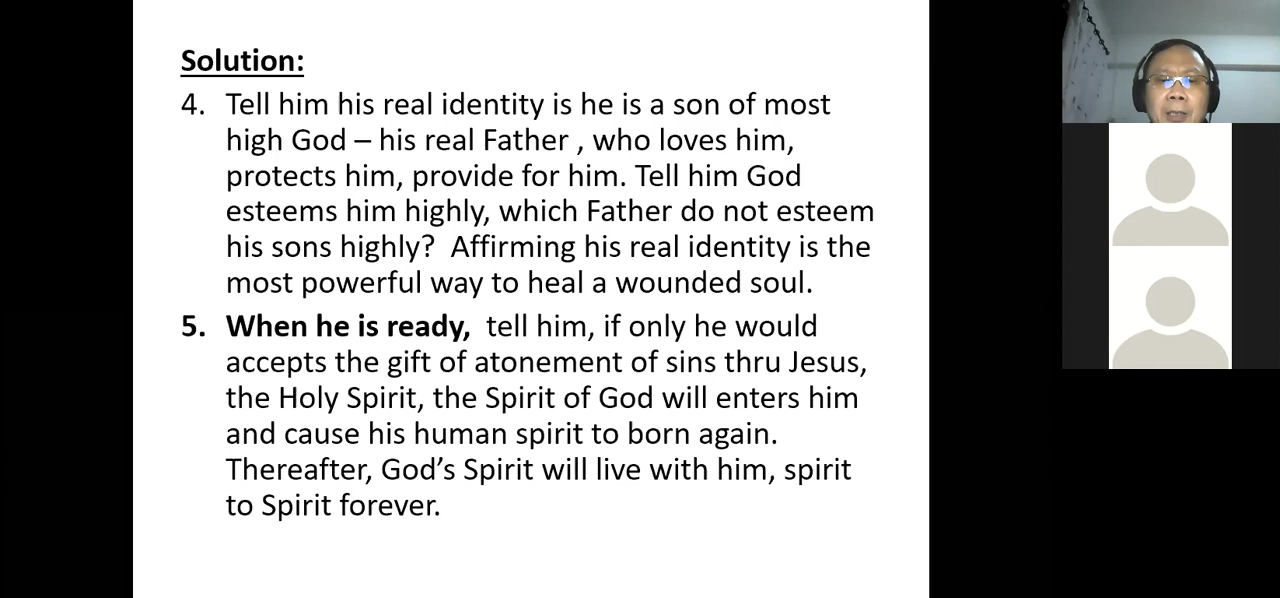 Solution:
4. Tell him his real identity is he is a son of most
high God – his real Father , who loves him,
protects him, provide for him. Tell him God
esteems him highly, which Father do not esteem
his sons highly?  Affirming his real identity is the
most powerful way to heal a wounded soul.
5. When he is ready,  tell him, if only he would
accepts the gift of atonement of sins thru Jesus,
the Holy Spirit, the Spirit of God will enters him
and cause his human spirit to born again.
Thereafter, God’s Spirit will live with him, spirit
to Spirit forever.